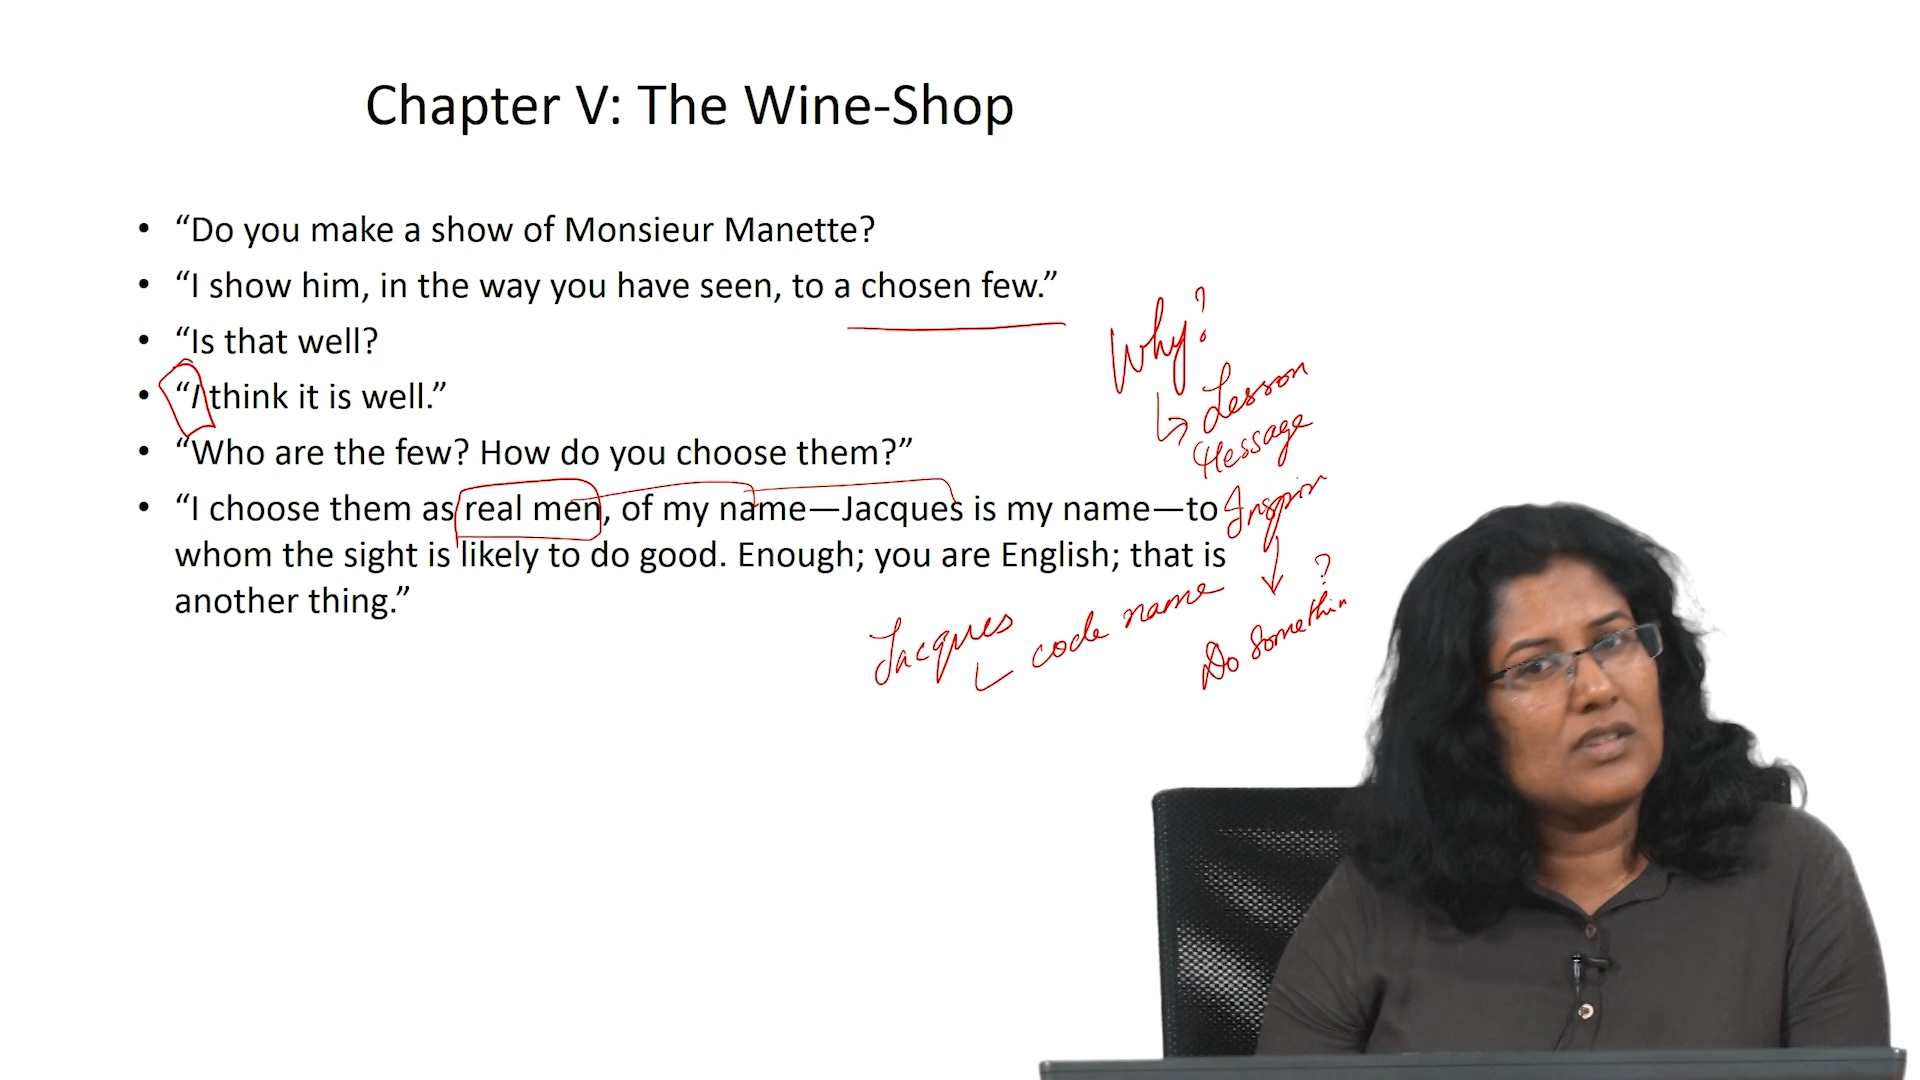 Chapter V: The Wine-Shop
• “Do you make a show of Monsieur Manette?
• “I show him, in the way you have seen, to a chosen few.”
• “Is that well?
• “I think it is well.”
• “Who are the few? How do you choose them?”
• “I choose them as real men, of my name—Jacques is my name—to
whom the sight is likely to do good. Enough; you are English; that is
another thing.”
Why?
Lesson
Message
Inspir
Do Somethin ?
Jacques
code name